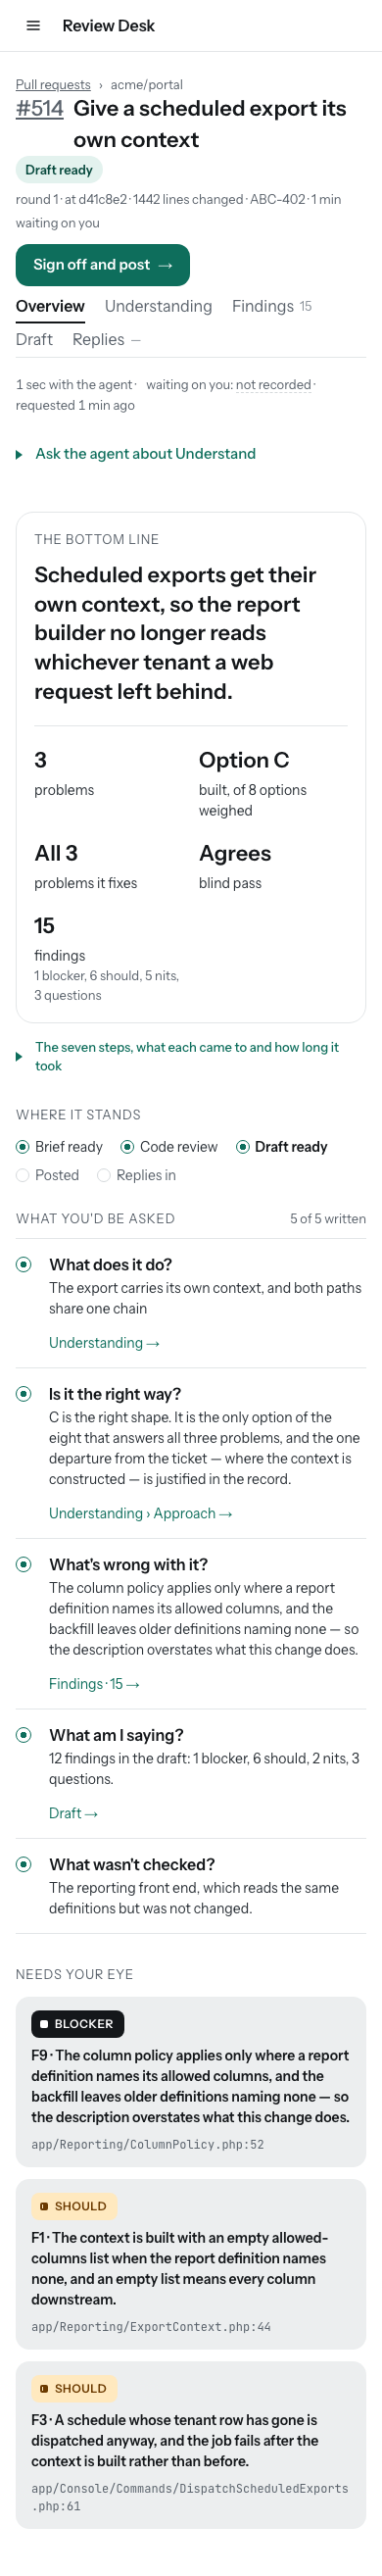 Review Desk
Pull requests › acme/portal
#514 Give a scheduled export its
own context
Draft ready
round 1 · at d41c8e2 · 1442 lines changed · ABC-402 · 1 min
waiting on you
Sign off and post →
Overview Understanding Findings 15
Draft Replies —
1 sec with the agent · waiting on you: not recorded ·
requested 1 min ago
Ask the agent about Understand
THE BOTTOM LINE
Scheduled exports get their
own context, so the report
builder no longer reads
whichever tenant a web
request left behind.
3
problems
Option C
built, of 8 options
weighed
All 3
problems it fixes
Agrees
blind pass
15
findings
1 blocker, 6 should, 5 nits,
3 questions
The seven steps, what each came to and how long it
took
WHERE IT STANDS
Brief ready Code review Draft ready
Posted Replies in
WHAT YOU'D BE ASKED 5 of 5 written
What does it do?
The export carries its own context, and both paths
share one chain
Understanding →
Is it the right way?
C is the right shape. It is the only option of the
eight that answers all three problems, and the one
departure from the ticket — where the context is
constructed — is justified in the record.
Understanding › Approach →
What's wrong with it?
The column policy applies only where a report
definition names its allowed columns, and the
backfill leaves older definitions naming none — so
the description overstates what this change does.
Findings · 15 →
What am I saying?
12 findings in the draft: 1 blocker, 6 should, 2 nits, 3
questions.
Draft →
What wasn't checked?
The reporting front end, which reads the same
definitions but was not changed.
NEEDS YOUR EYE
BLOCKER
F9 · The column policy applies only where a report
definition names its allowed columns, and the
backfill leaves older definitions naming none — so
the description overstates what this change does.
app/Reporting/ColumnPolicy.php:52
SHOULD
F1 · The context is built with an empty allowed-
columns list when the report definition names
none, and an empty list means every column
downstream.
app/Reporting/ExportContext.php:44
SHOULD
F3 · A schedule whose tenant row has gone is
dispatched anyway, and the job fails after the
context is built rather than before.
app/Console/Commands/DispatchScheduledExports
.php:61